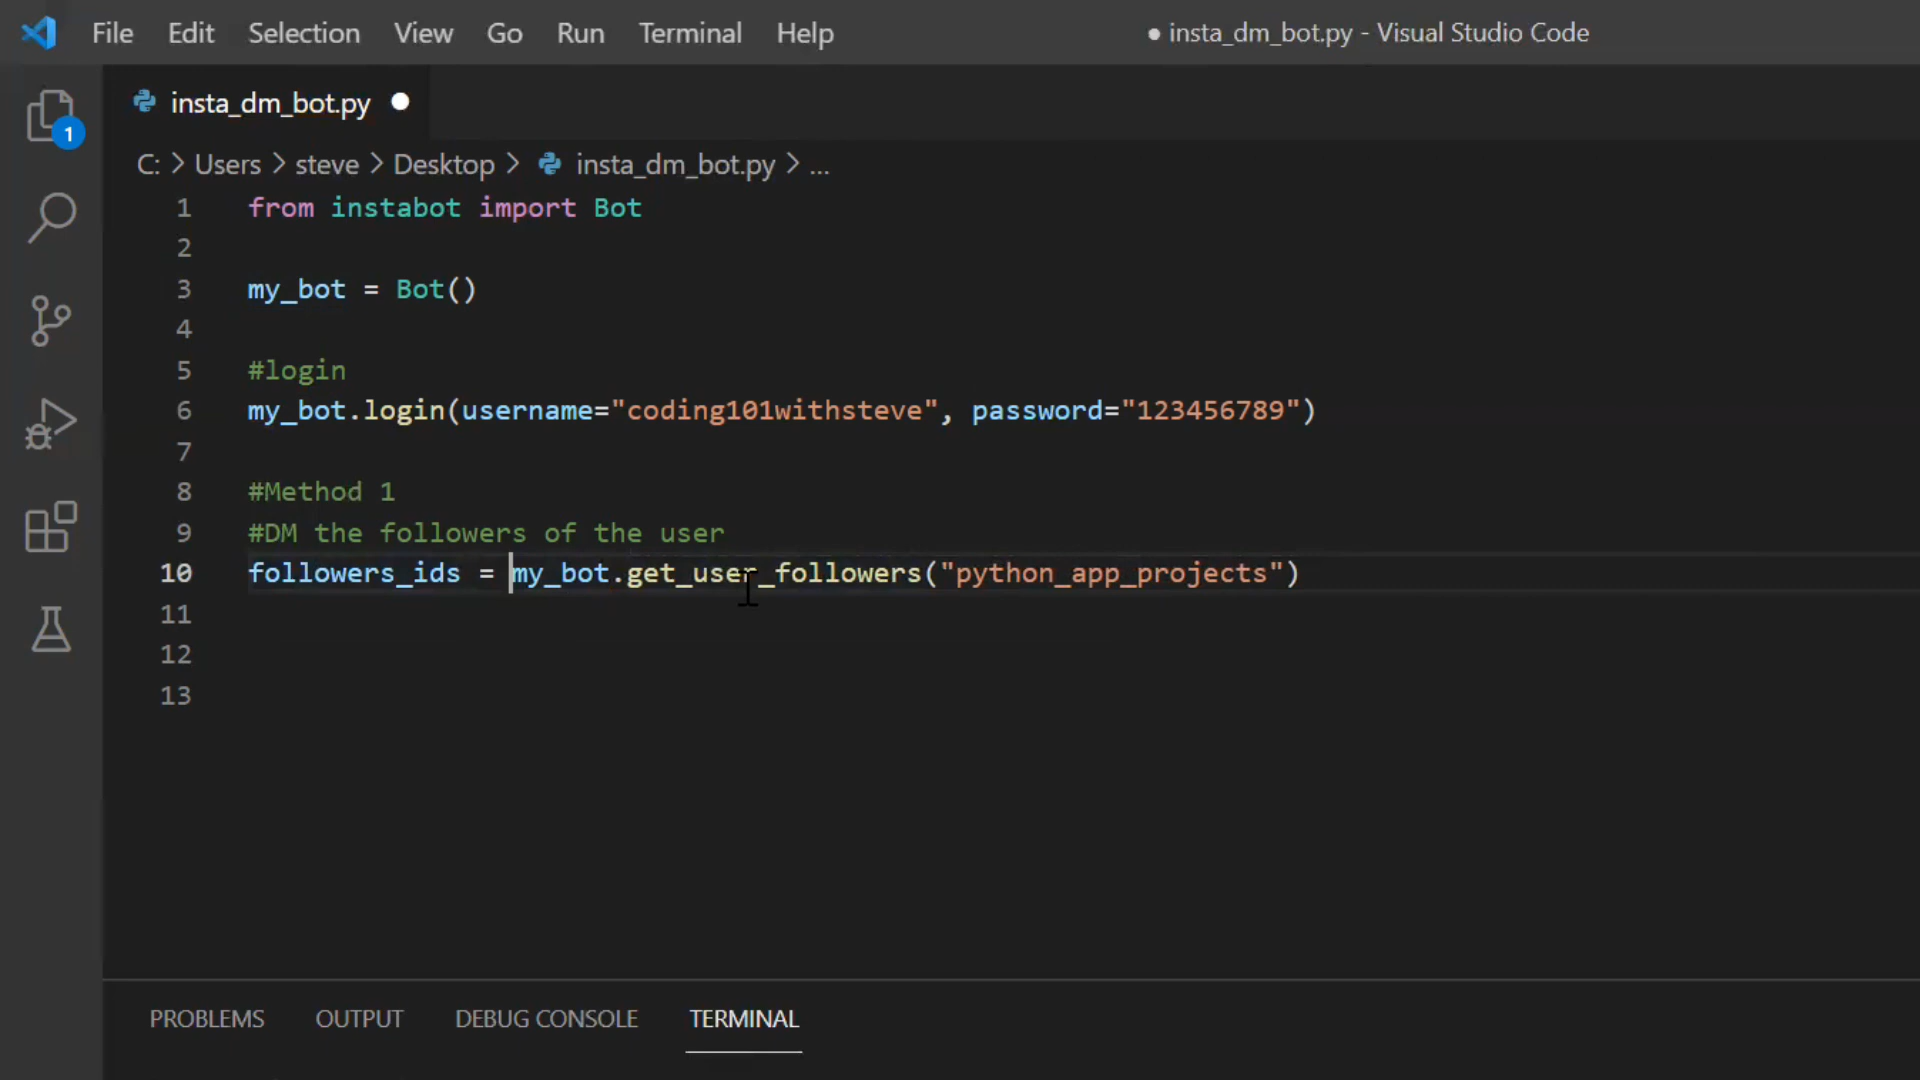 File Edit Selection View Go Run Terminal Help ● insta_dm_bot.py - Visual Studio Code
insta_dm_bot.py ●
1
C: > Users > steve > Desktop > insta_dm_bot.py > ...
1 from instabot import Bot
2
3 my_bot = Bot()
4
5 #login
6 my_bot.login(username="coding101withsteve", password="123456789")
7
8 #Method 1
9 #DM the followers of the user
10 followers_ids = my_bot.get_user_followers("python_app_projects")
11
12
13
PROBLEMS OUTPUT DEBUG CONSOLE TERMINAL